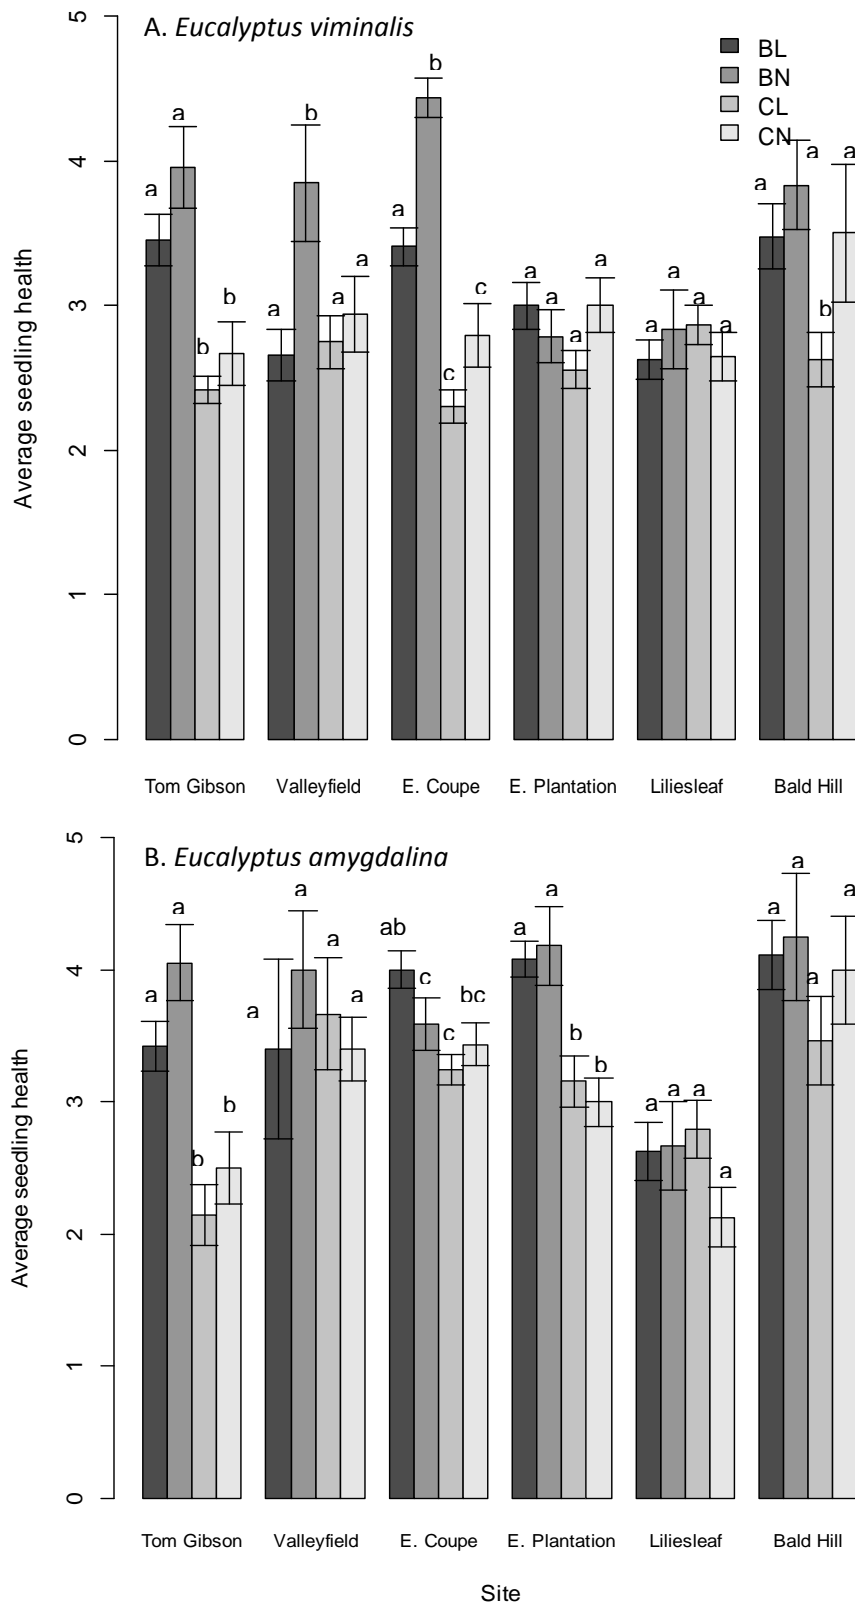 A. Eucalyptus viminalis
BL
BN
CL
CN
Average seedling health
5
4
3
2
1
0
a a b b
a b a a
a b c c
a a a a
a a a a
a a b a
Tom Gibson Valleyfield E. Coupe E. Plantation Liliesleaf Bald Hill
B. Eucalyptus amygdalina
Average seedling health
5
4
3
2
1
0
a a b b
a a a a
ab c c bc
a a b b
a a a a
a a a a
Tom Gibson Valleyfield E. Coupe E. Plantation Liliesleaf Bald Hill
Site